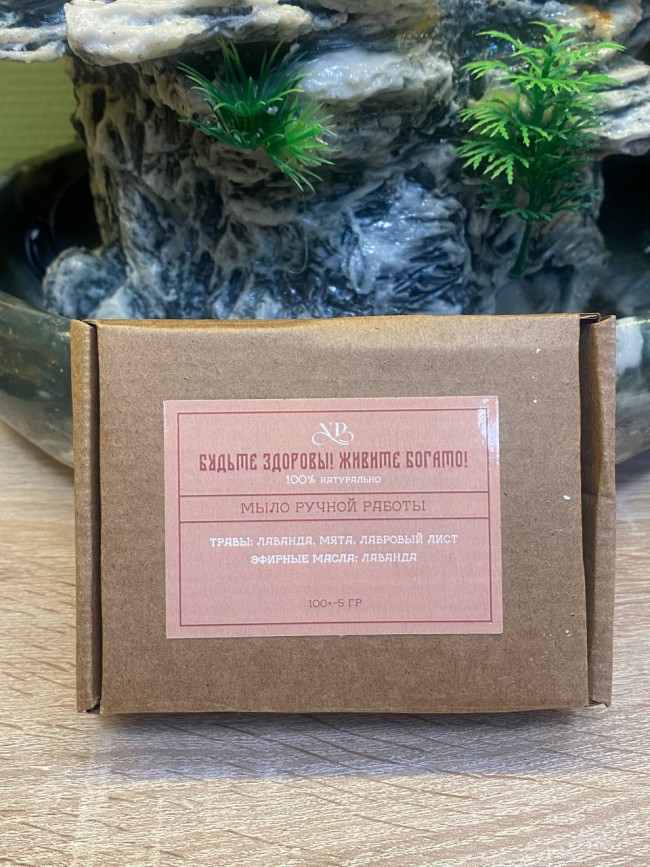 БУДЬТЕ ЗДОРОВЫ! ЖИВИТЕ БОГАТО!
100% НАТУРАЛЬНО
МЫЛО РУЧНОЙ РАБОТЫ
ТРАВЫ: ЛАВАНДА, МЯТА, ЛАВРОВЫЙ ЛИСТ
ЭФИРНЫЕ МАСЛА: ЛАВАНДА
100+-5 ГР